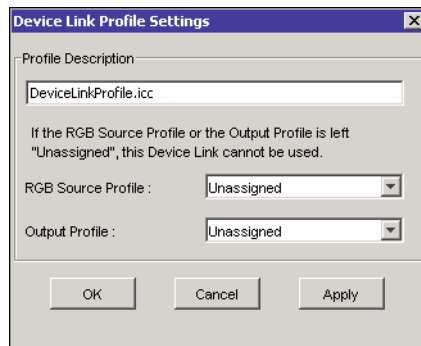 Device Link Profile Settings
Profile Description
DeviceLinkProfile.icc
If the RGB Source Profile or the Output Profile is left
"Unassigned", this Device Link cannot be used.
RGB Source Profile : Unassigned
Output Profile : Unassigned
OK Cancel Apply